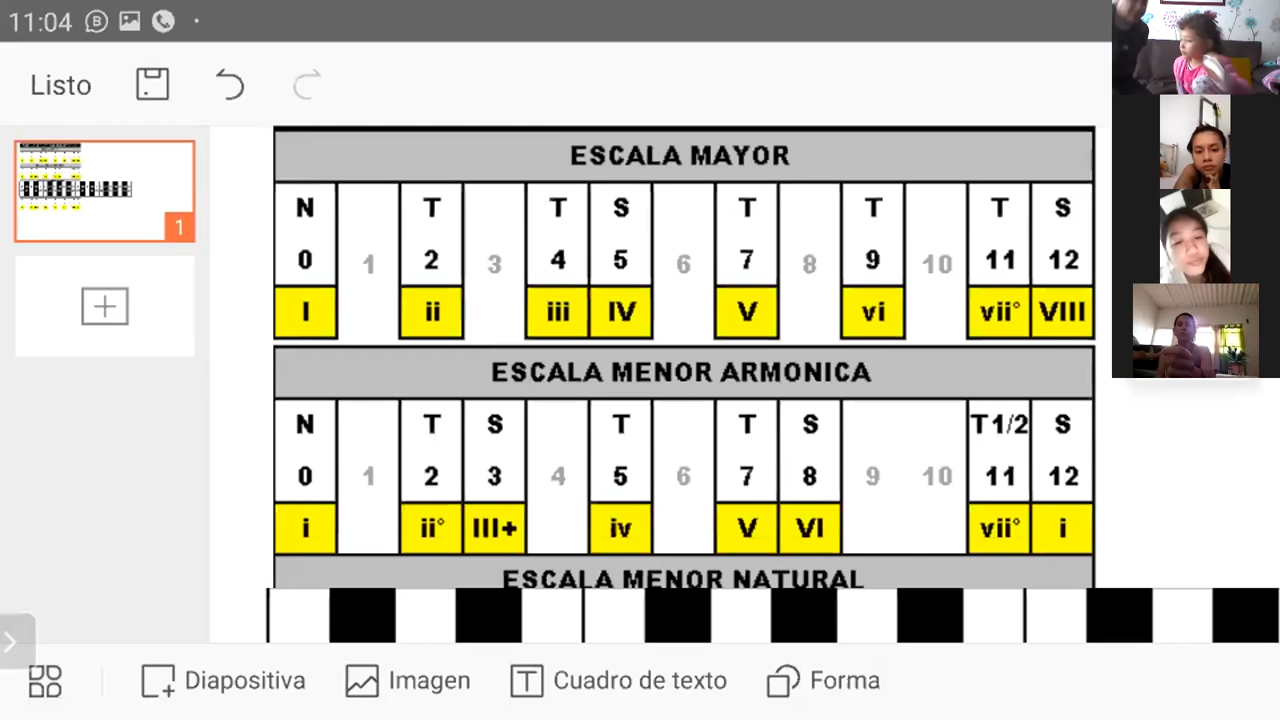 11:04
Listo
1
ESCALA MAYOR
N T T S T T T S
0 1 2 3 4 5 6 7 8 9 10 11 12
I ii iii IV V vi vii° VIII
ESCALA MENOR ARMONICA
N T S T T S T1/2 S
0 1 2 3 4 5 6 7 8 9 10 11 12
i ii° III+ iv V VI vii° i
ESCALA MENOR NATURAL
Diapositiva Imagen Cuadro de texto Forma